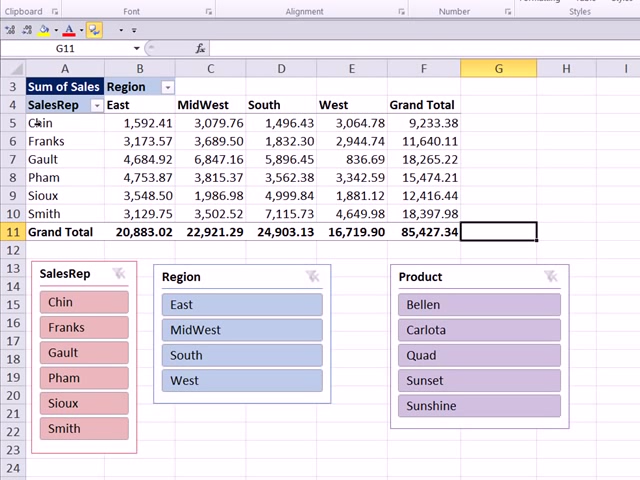 Clipboard Font Alignment Number Styles
G11 fx
A B C D E F G H I
3 Sum of Sales Region
4 SalesRep East MidWest South West Grand Total
5 Chin 1,592.41 3,079.76 1,496.43 3,064.78 9,233.38
6 Franks 3,173.57 3,689.50 1,832.30 2,944.74 11,640.11
7 Gault 4,684.92 6,847.16 5,896.45 836.69 18,265.22
8 Pham 4,753.87 3,815.37 3,562.38 3,342.59 15,474.21
9 Sioux 3,548.50 1,986.98 4,999.84 1,881.12 12,416.44
10 Smith 3,129.75 3,502.52 7,115.73 4,649.98 18,397.98
11 Grand Total 20,883.02 22,921.29 24,903.13 16,719.90 85,427.34
12
13
14
15
16
17
18
19
20
21
22
23
24
SalesRep
Chin
Franks
Gault
Pham
Sioux
Smith
Region
East
MidWest
South
West
Product
Bellen
Carlota
Quad
Sunset
Sunshine